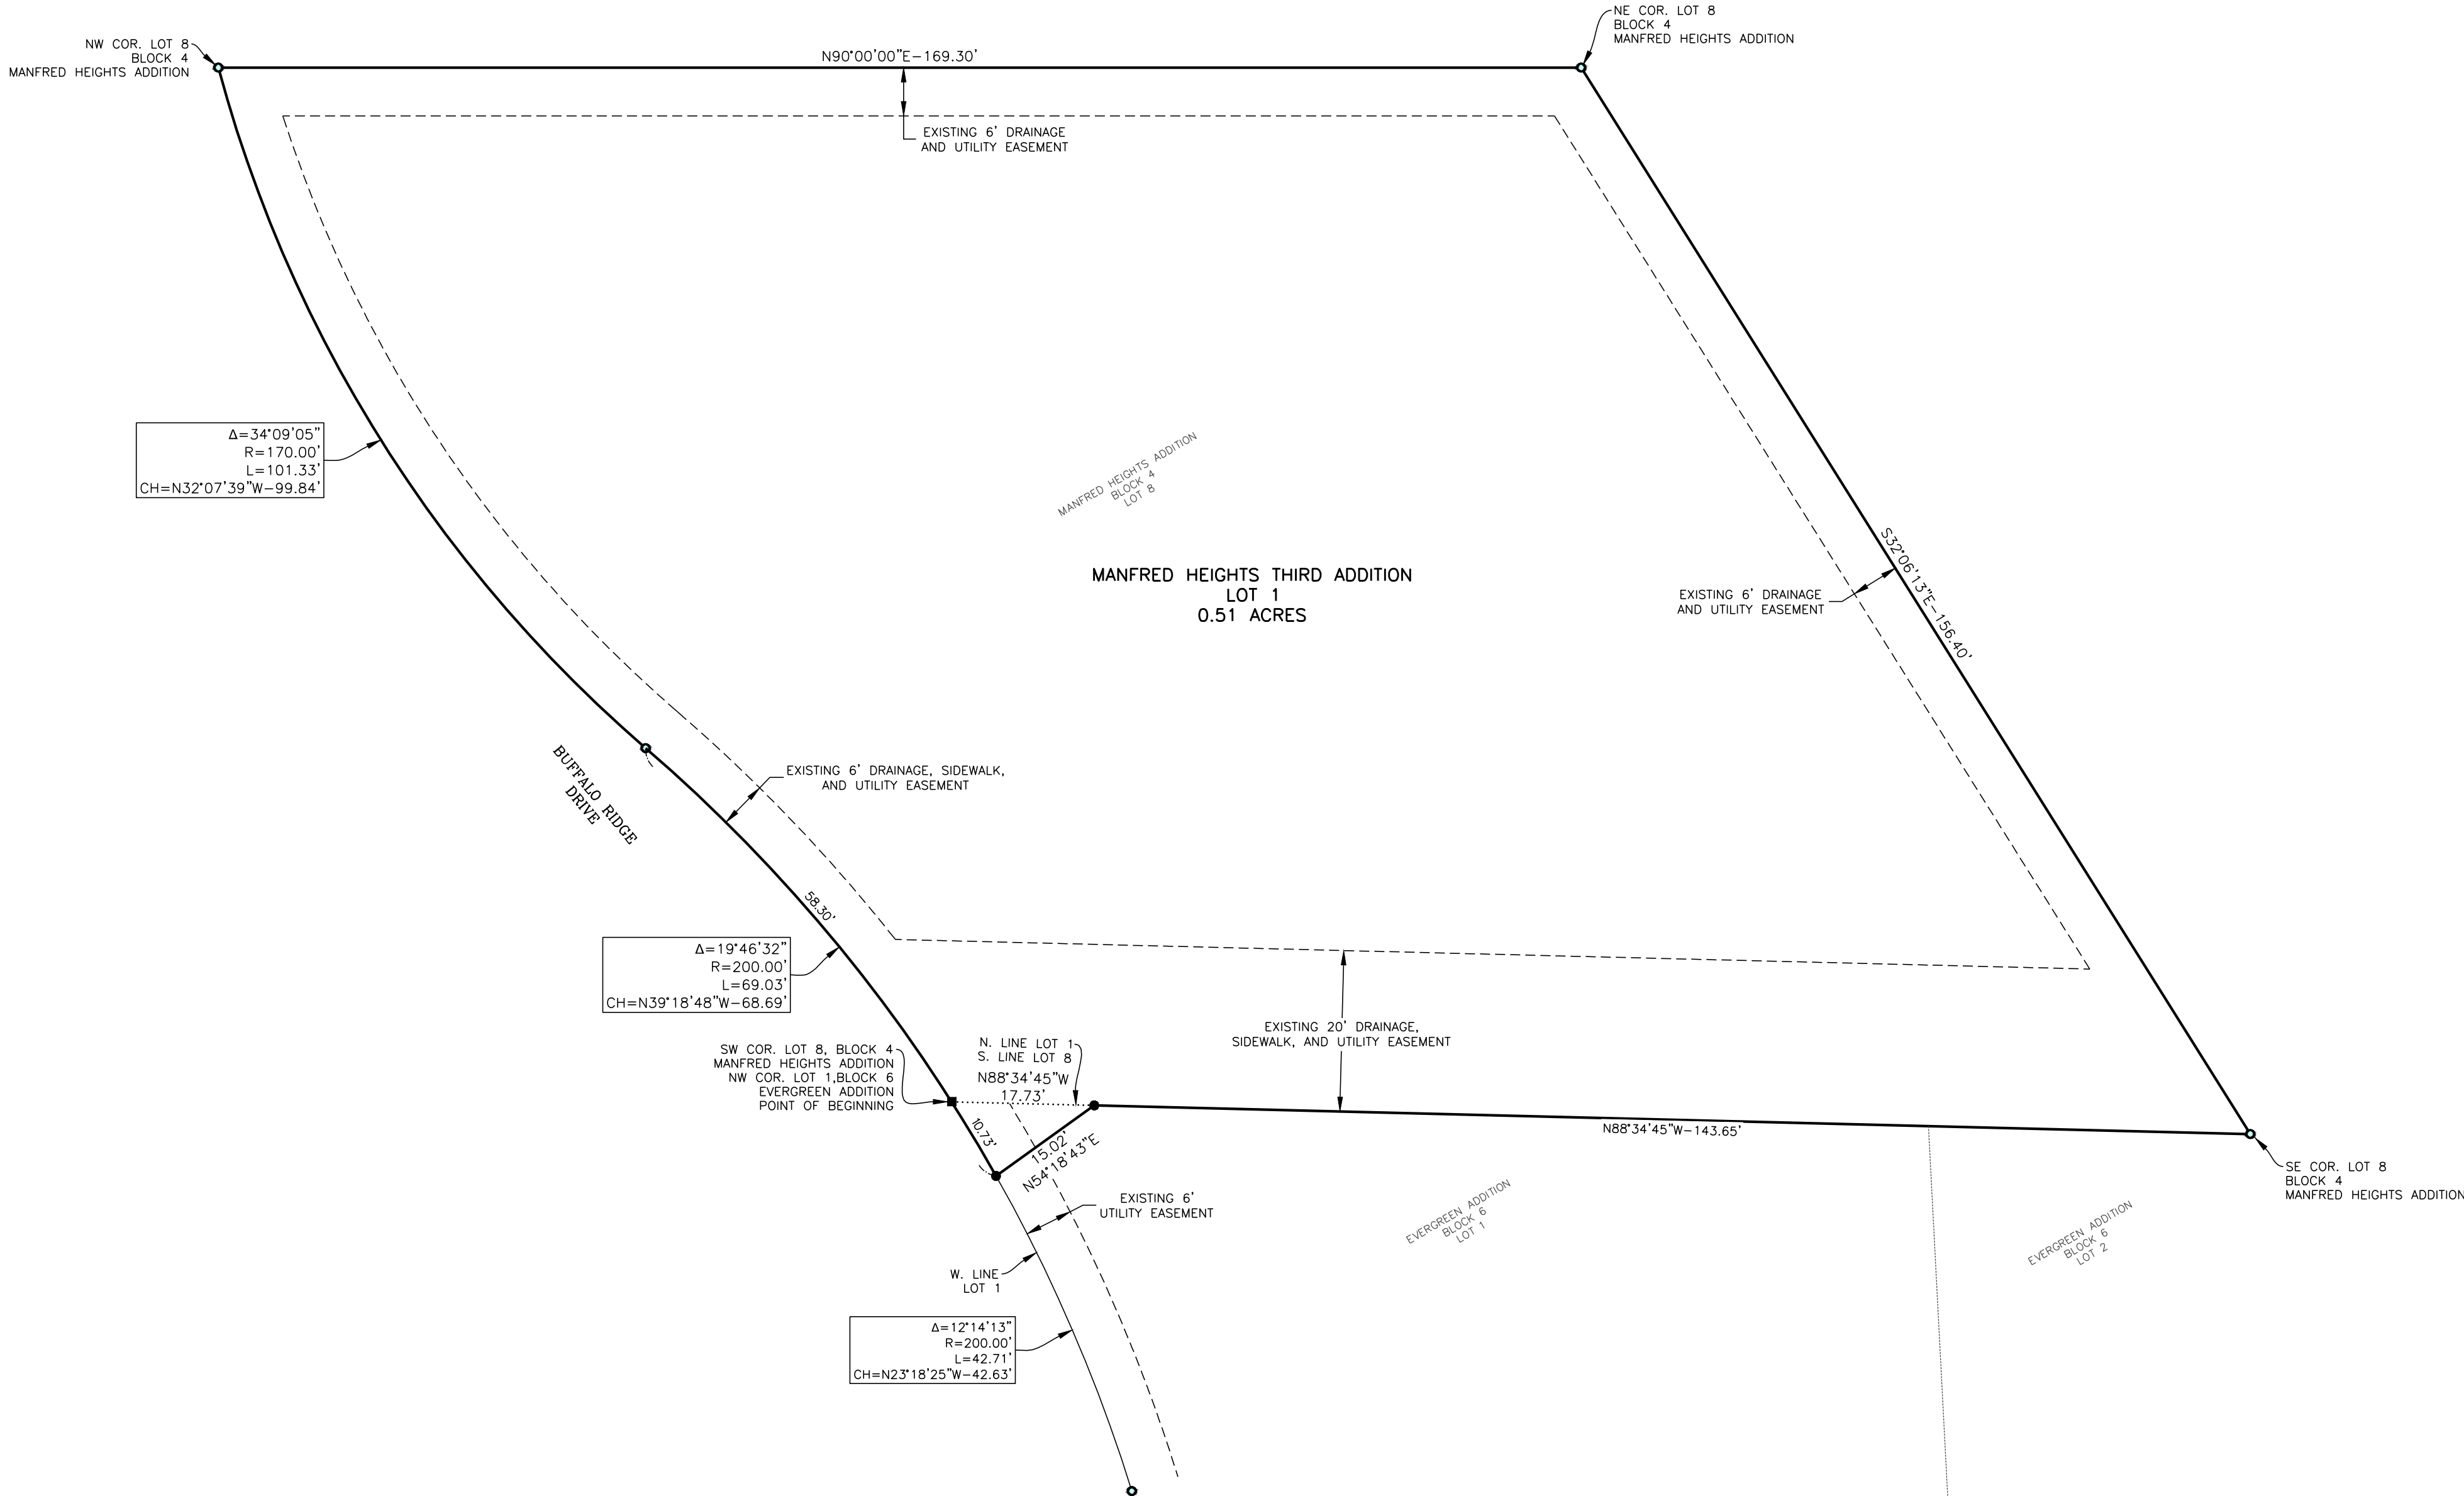 NE COR. LOT 8
BLOCK 4
MANFRED HEIGHTS ADDITION
NW COR. LOT 8
BLOCK 4
MANFRED HEIGHTS ADDITION
N90°00'00"E-169.30'
EXISTING 6' DRAINAGE
AND UTILITY EASEMENT
Δ=34°09'05"
R=170.00'
L=101.33'
CH=N32°07'39"W-99.84'
MANFRED HEIGHTS ADDITION
BLOCK 4
LOT 8
MANFRED HEIGHTS THIRD ADDITION
LOT 1
0.51 ACRES
EXISTING 6' DRAINAGE
AND UTILITY EASEMENT
S32°06'13"E-156.40'
BUFFALO RIDGE
DRIVE
EXISTING 6' DRAINAGE, SIDEWALK,
AND UTILITY EASEMENT
58.30'
Δ=19°46'32"
R=200.00'
L=69.03'
CH=N39°18'48"W-68.69'
SW COR. LOT 8, BLOCK 4
MANFRED HEIGHTS ADDITION
NW COR. LOT 1,BLOCK 6
EVERGREEN ADDITION
POINT OF BEGINNING
N. LINE LOT 1
S. LINE LOT 8
N88°34'45"W
17.73'
EXISTING 20' DRAINAGE,
SIDEWALK, AND UTILITY EASEMENT
10.73'
15.02'
N54°18'43"E
N88°34'45"W-143.65'
SE COR. LOT 8
BLOCK 4
MANFRED HEIGHTS ADDITION
EXISTING 6'
UTILITY EASEMENT
EVERGREEN ADDITION
BLOCK 6
LOT 1
EVERGREEN ADDITION
BLOCK 6
LOT 2
W. LINE
LOT 1
Δ=12°14'13"
R=200.00'
L=42.71'
CH=N23°18'25"W-42.63'